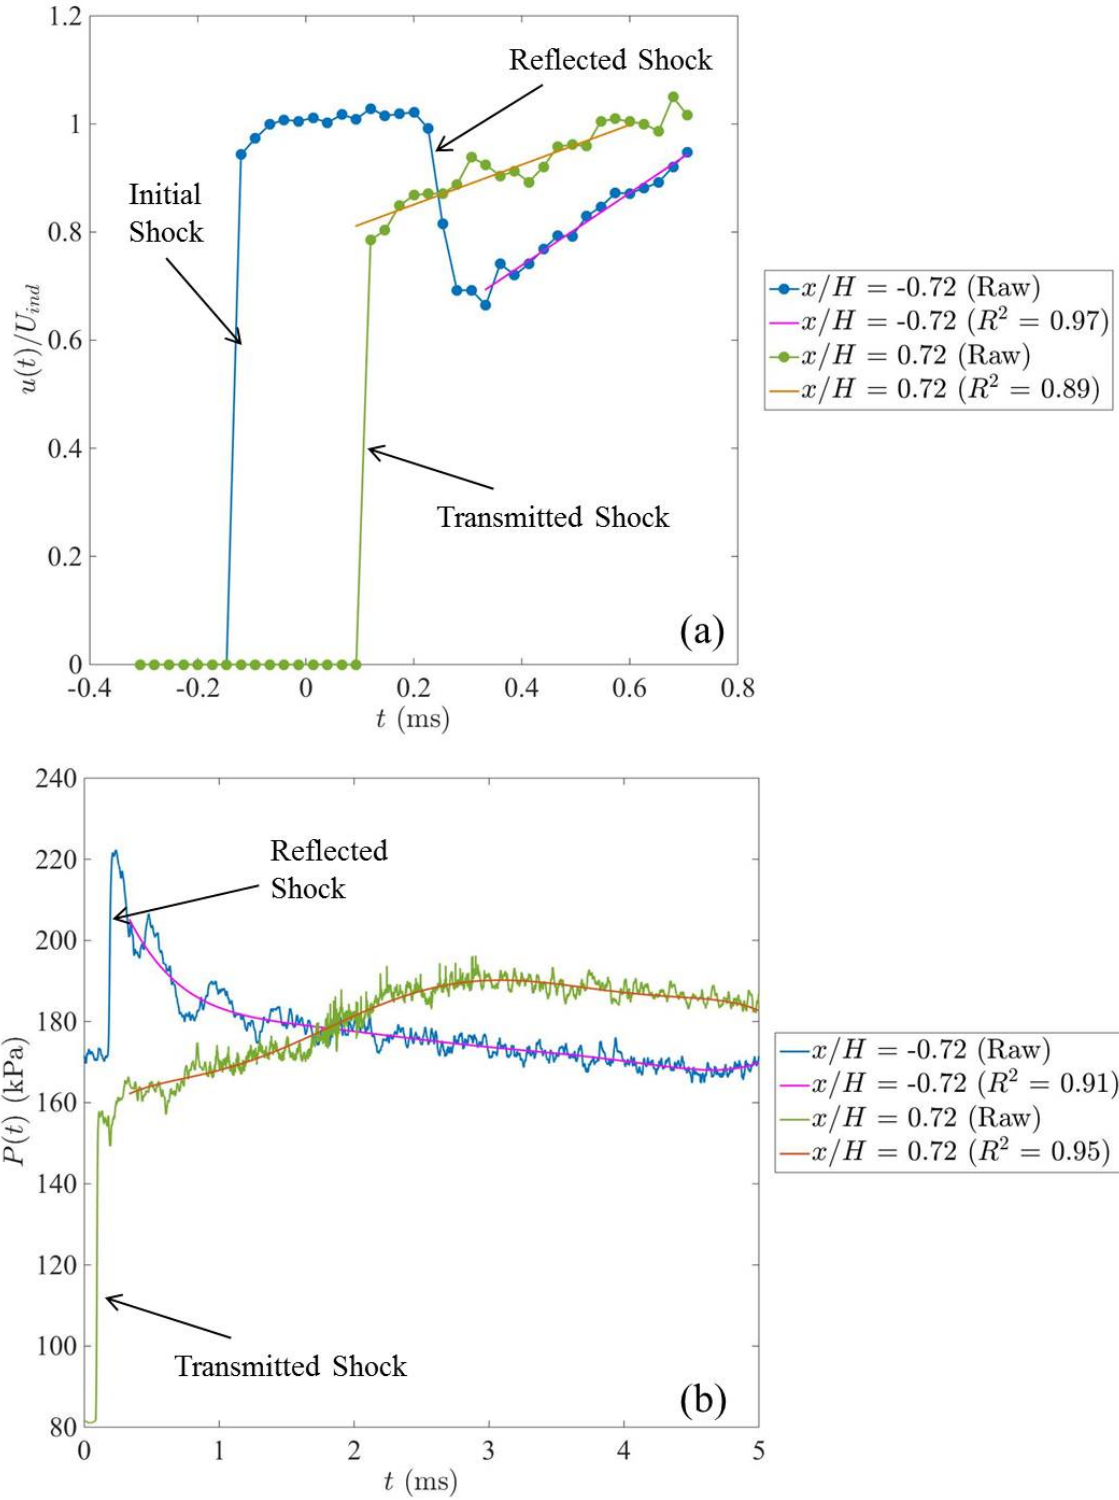 1.2
1
0.8
0.6
0.4
0.2
0
u(t)/U_ind
-0.4 -0.2 0 0.2 0.4 0.6 0.8
t (ms)
Reflected Shock
Initial
Shock
Transmitted Shock
(a)
x/H = -0.72 (Raw)
x/H = -0.72 (R² = 0.97)
x/H = 0.72 (Raw)
x/H = 0.72 (R² = 0.89)
240
220
200
180
160
140
120
100
80
P(t) (kPa)
0 1 2 3 4 5
t (ms)
Reflected
Shock
Transmitted Shock
(b)
x/H = -0.72 (Raw)
x/H = -0.72 (R² = 0.91)
x/H = 0.72 (Raw)
x/H = 0.72 (R² = 0.95)